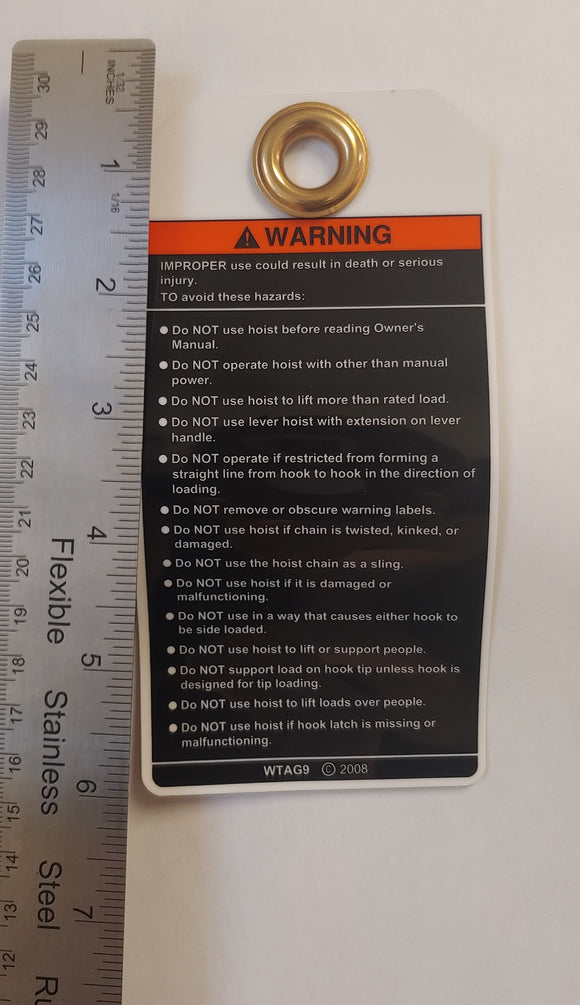 ⚠ WARNING
IMPROPER use could result in death or serious
injury.
TO avoid these hazards:
● Do NOT use hoist before reading Owner's
Manual.
● Do NOT operate hoist with other than manual
power.
● Do NOT use hoist to lift more than rated load.
● Do NOT use lever hoist with extension on lever
handle.
● Do NOT operate if restricted from forming a
straight line from hook to hook in the direction of
loading.
● Do NOT remove or obscure warning labels.
● Do NOT use hoist if chain is twisted, kinked, or
damaged.
● Do NOT use the hoist chain as a sling.
● Do NOT use hoist if it is damaged or
malfunctioning.
● Do NOT use in a way that causes either hook to
be side loaded.
● Do NOT use hoist to lift or support people.
● Do NOT support load on hook tip unless hook is
designed for tip loading.
● Do NOT use hoist to lift loads over people.
● Do NOT use hoist if hook latch is missing or
malfunctioning.
WTAG9 © 2008
1/32
INCHES
1/16
1
2
3
4
5
6
7
30
29
28
27
26
25
24
23
22
21
20
19
18
17
16
15
14
13
12
Flexible Stainless Steel Ru